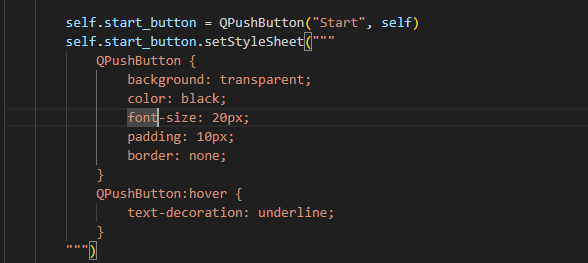 self.start_button = QPushButton("Start", self)
self.start_button.setStyleSheet("""
QPushButton {
background: transparent;
color: black;
font-size: 20px;
padding: 10px;
border: none;
}
QPushButton:hover {
text-decoration: underline;
}
""")